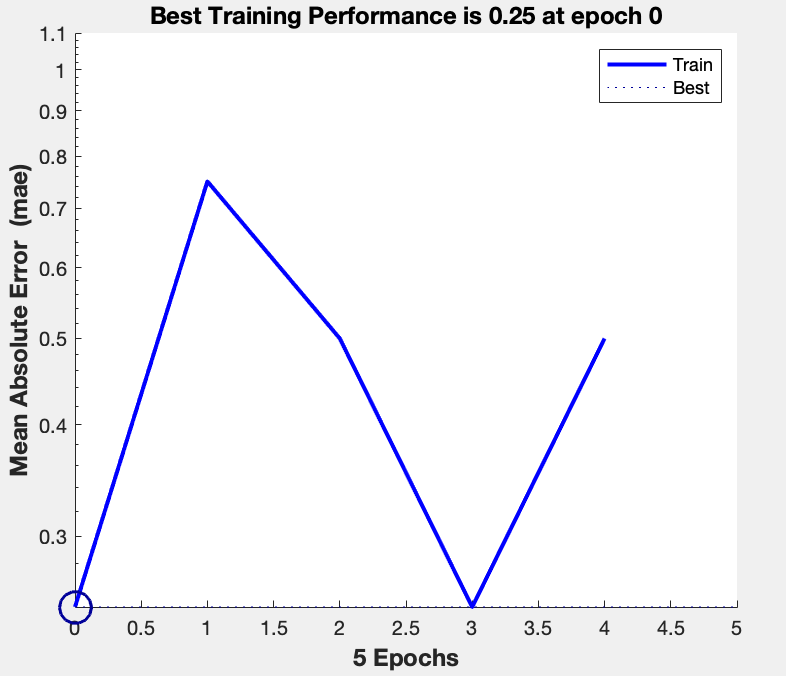 Best Training Performance is 0.25 at epoch 0
1.1
1
0.9
0.8
0.7
0.6
0.5
0.4
0.3
Mean Absolute Error (mae)
Train
Best
0 0.5 1 1.5 2 2.5 3 3.5 4 4.5 5
5 Epochs